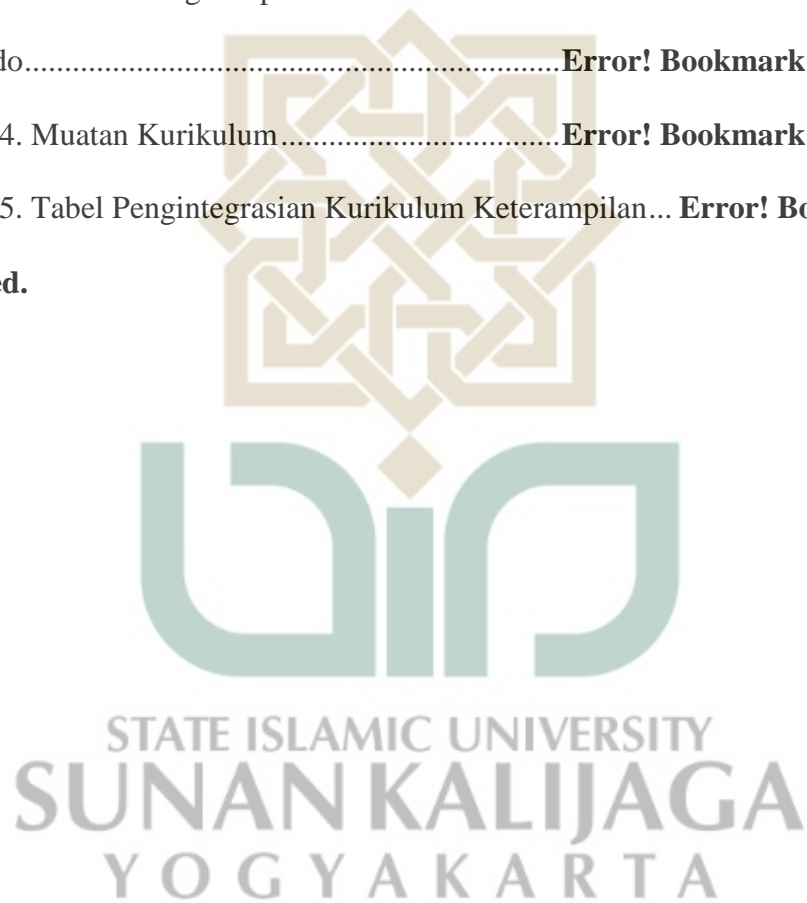 do....................................................................Error! Bookmark
4. Muatan Kurikulum...................................Error! Bookmark
5. Tabel Pengintegrasian Kurikulum Keterampilan... Error! Bo
ed.
STATE ISLAMIC UNIVERSITY
SUNAN KALIJAGA
YOGYAKARTA